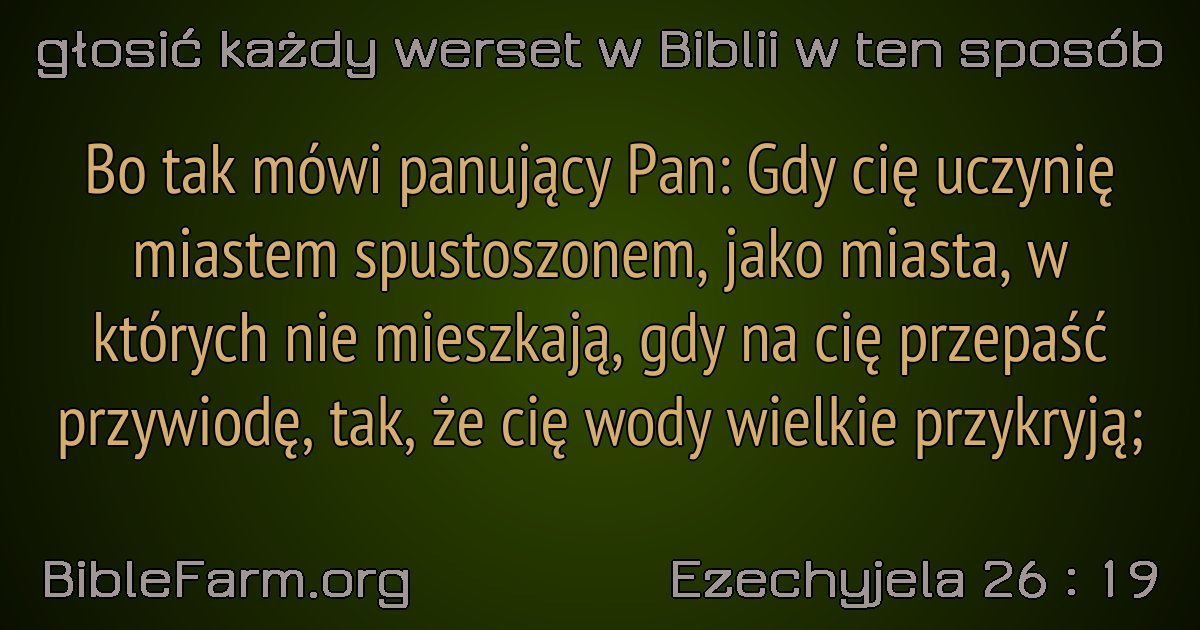 głosić każdy werset w Biblii w ten sposób
Bo tak mówi panujący Pan: Gdy cię uczynię
miastem spustoszonem, jako miasta, w
których nie mieszkają, gdy na cię przepaść
przywiodę, tak, że cię wody wielkie przykryją;
BibleFarm.org
Ezechyjela 26 : 19